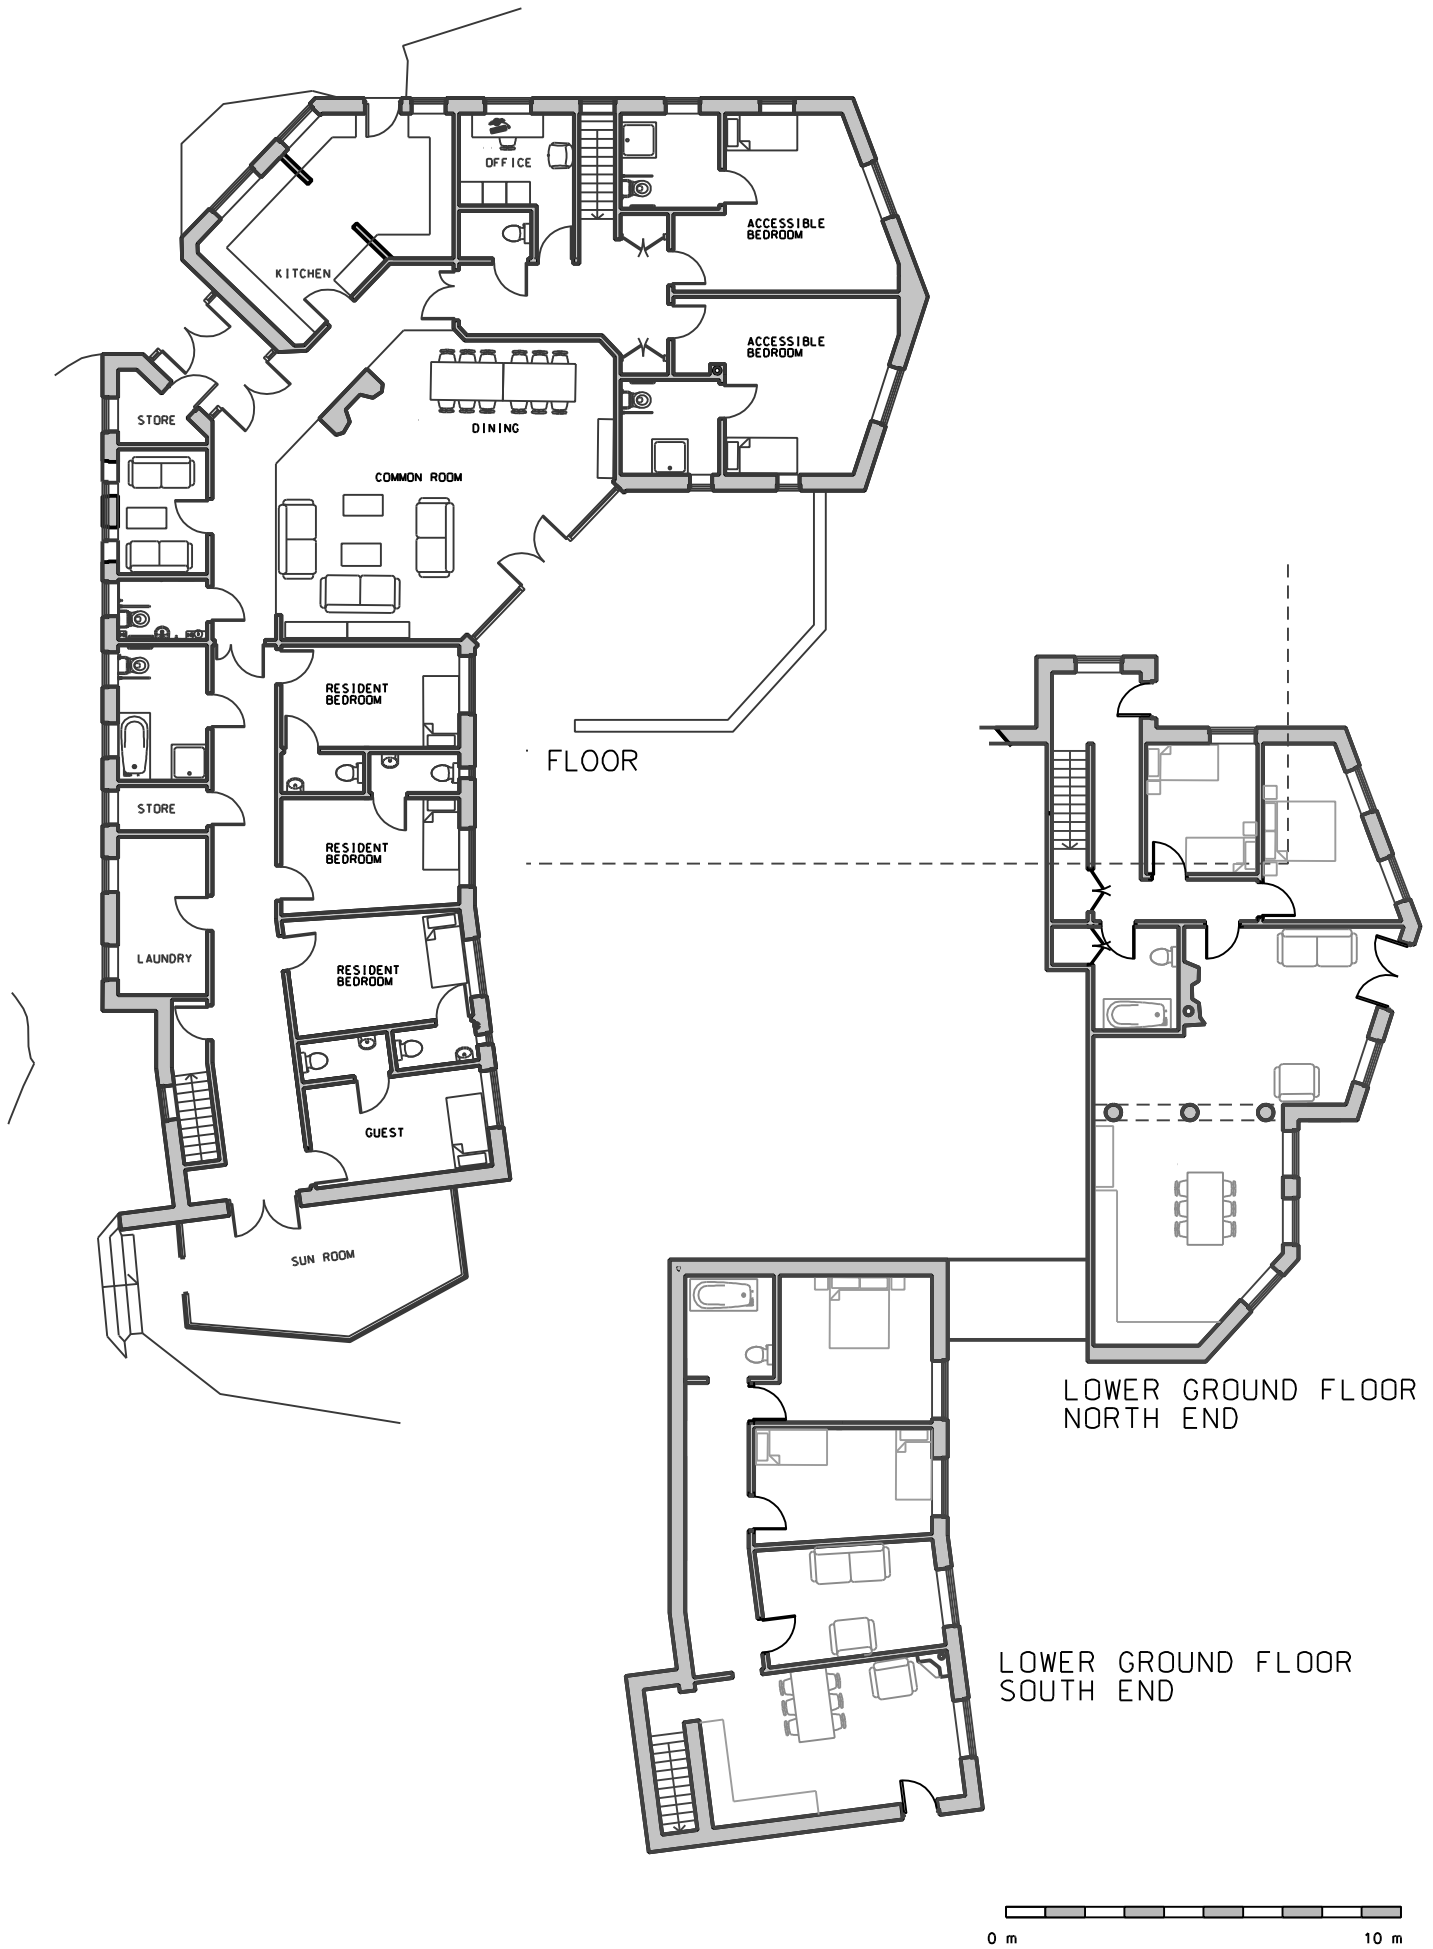 OFFICE
ACCESSIBLE
BEDROOM
KITCHEN
ACCESSIBLE
BEDROOM
STORE
DINING
COMMON ROOM
RESIDENT
BEDROOM
FLOOR
STORE
RESIDENT
BEDROOM
LAUNDRY
RESIDENT
BEDROOM
GUEST
SUN ROOM
LOWER GROUND FLOOR
NORTH END
LOWER GROUND FLOOR
SOUTH END
0 m
10 m